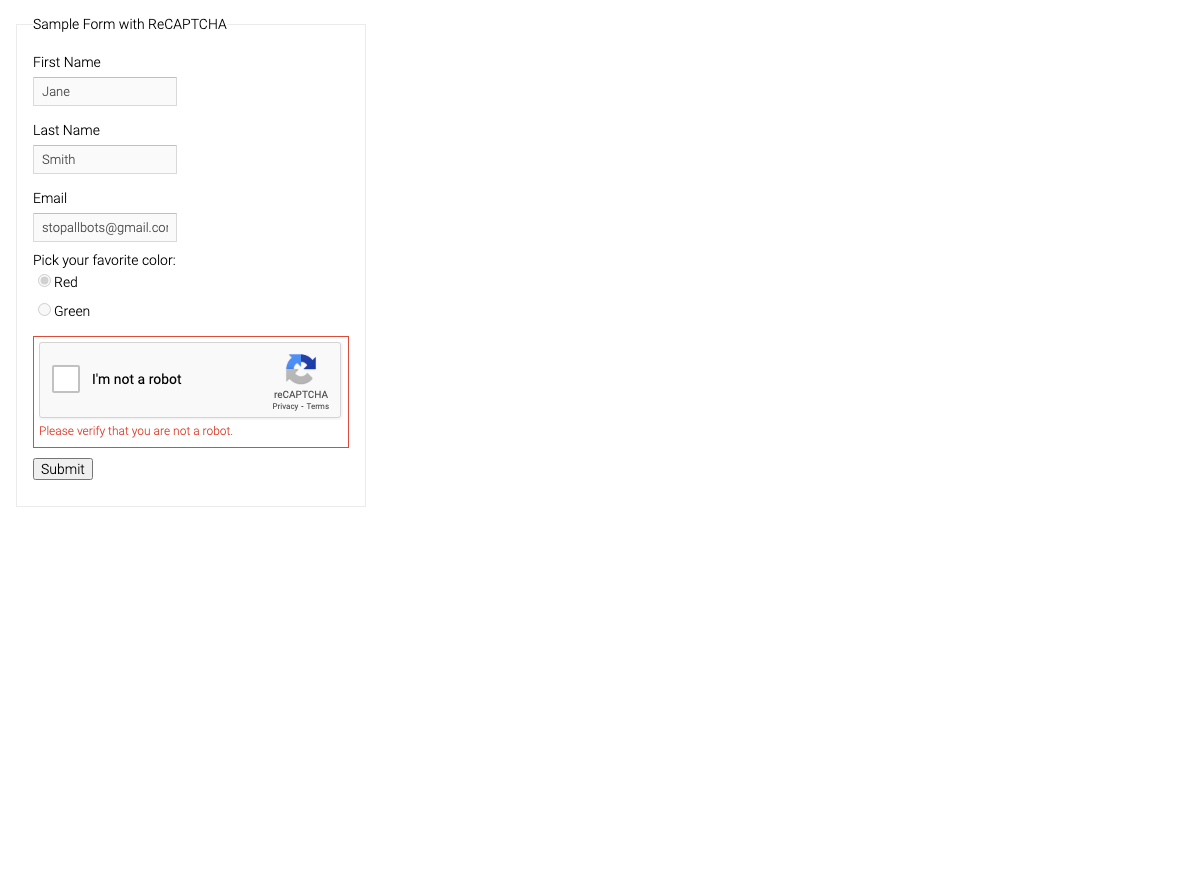 Sample Form with ReCAPTCHA
First Name
Jane
Last Name
Smith
Email
stopallbots@gmail.co
Pick your favorite color:
Red
Green
I'm not a robot
reCAPTCHA
Privacy - Terms
Please verify that you are not a robot.
Submit